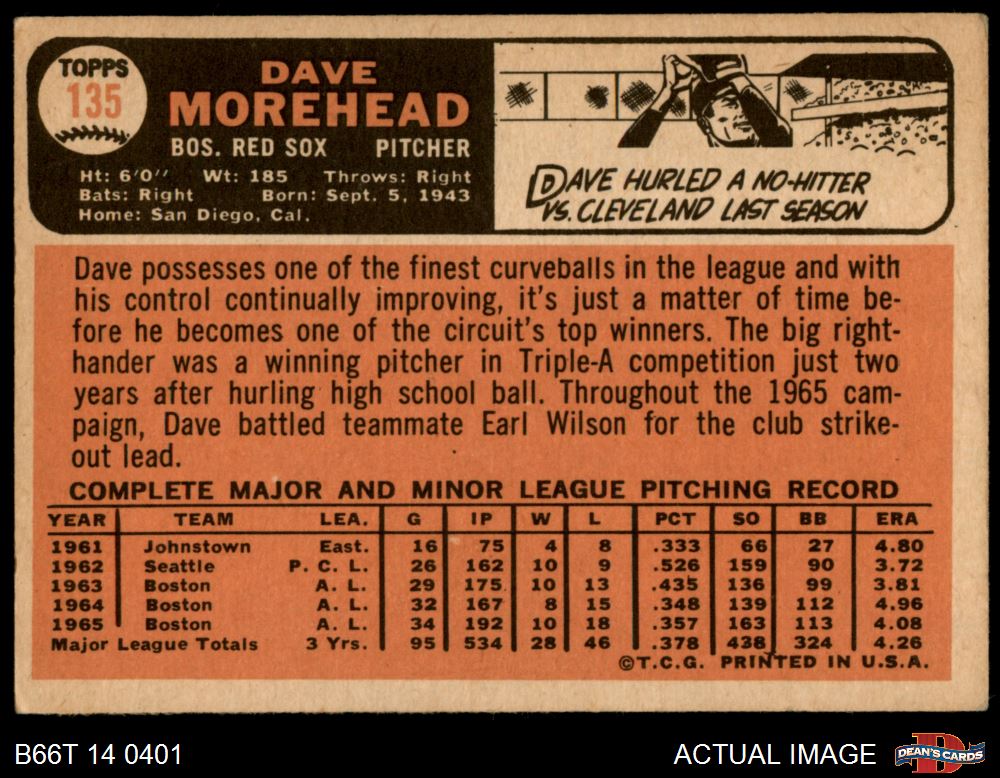 TOPPS
135
DAVE
MOREHEAD
BOS. RED SOX PITCHER
Ht: 6'0" Wt: 185 Throws: Right
Bats: Right Born: Sept. 5, 1943
Home: San Diego, Cal.
DAVE HURLED A NO-HITTER
VS. CLEVELAND LAST SEASON
Dave possesses one of the finest curveballs in the league and with
his control continually improving, it's just a matter of time be-
fore he becomes one of the circuit's top winners. The big right-
hander was a winning pitcher in Triple-A competition just two
years after hurling high school ball. Throughout the 1965 cam-
paign, Dave battled teammate Earl Wilson for the club strike-
out lead.
COMPLETE MAJOR AND MINOR LEAGUE PITCHING RECORD
YEAR TEAM LEA. G IP W L PCT SO BB ERA
1961 Johnstown East. 16 75 4 8 .333 66 27 4.80
1962 Seattle P. C. L. 26 162 10 9 .526 159 90 3.72
1963 Boston A. L. 29 175 10 13 .435 136 99 3.81
1964 Boston A. L. 32 167 8 15 .348 139 112 4.96
1965 Boston A. L. 34 192 10 18 .357 163 113 4.08
Major League Totals 3 Yrs. 95 534 28 46 .378 438 324 4.26
©T.C.G. PRINTED IN U.S.A.
B66T 14 0401
ACTUAL IMAGE
DEAN'S CARDS